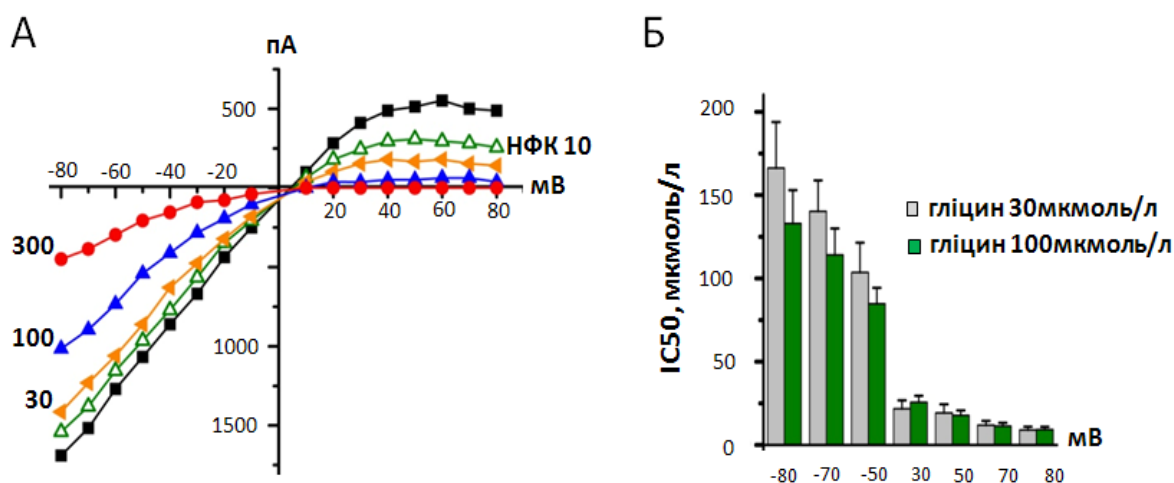 А
пА
500
НФК 10
-80 -60 -40 -20
мВ
20 40 60 80
300
100
30
1000
1500
Б
IC50, мкмоль/л
200
150
100
50
0
гліцин 30мкмоль/л
гліцин 100мкмоль/л
мВ
-80 -70 -50 30 50 70 80